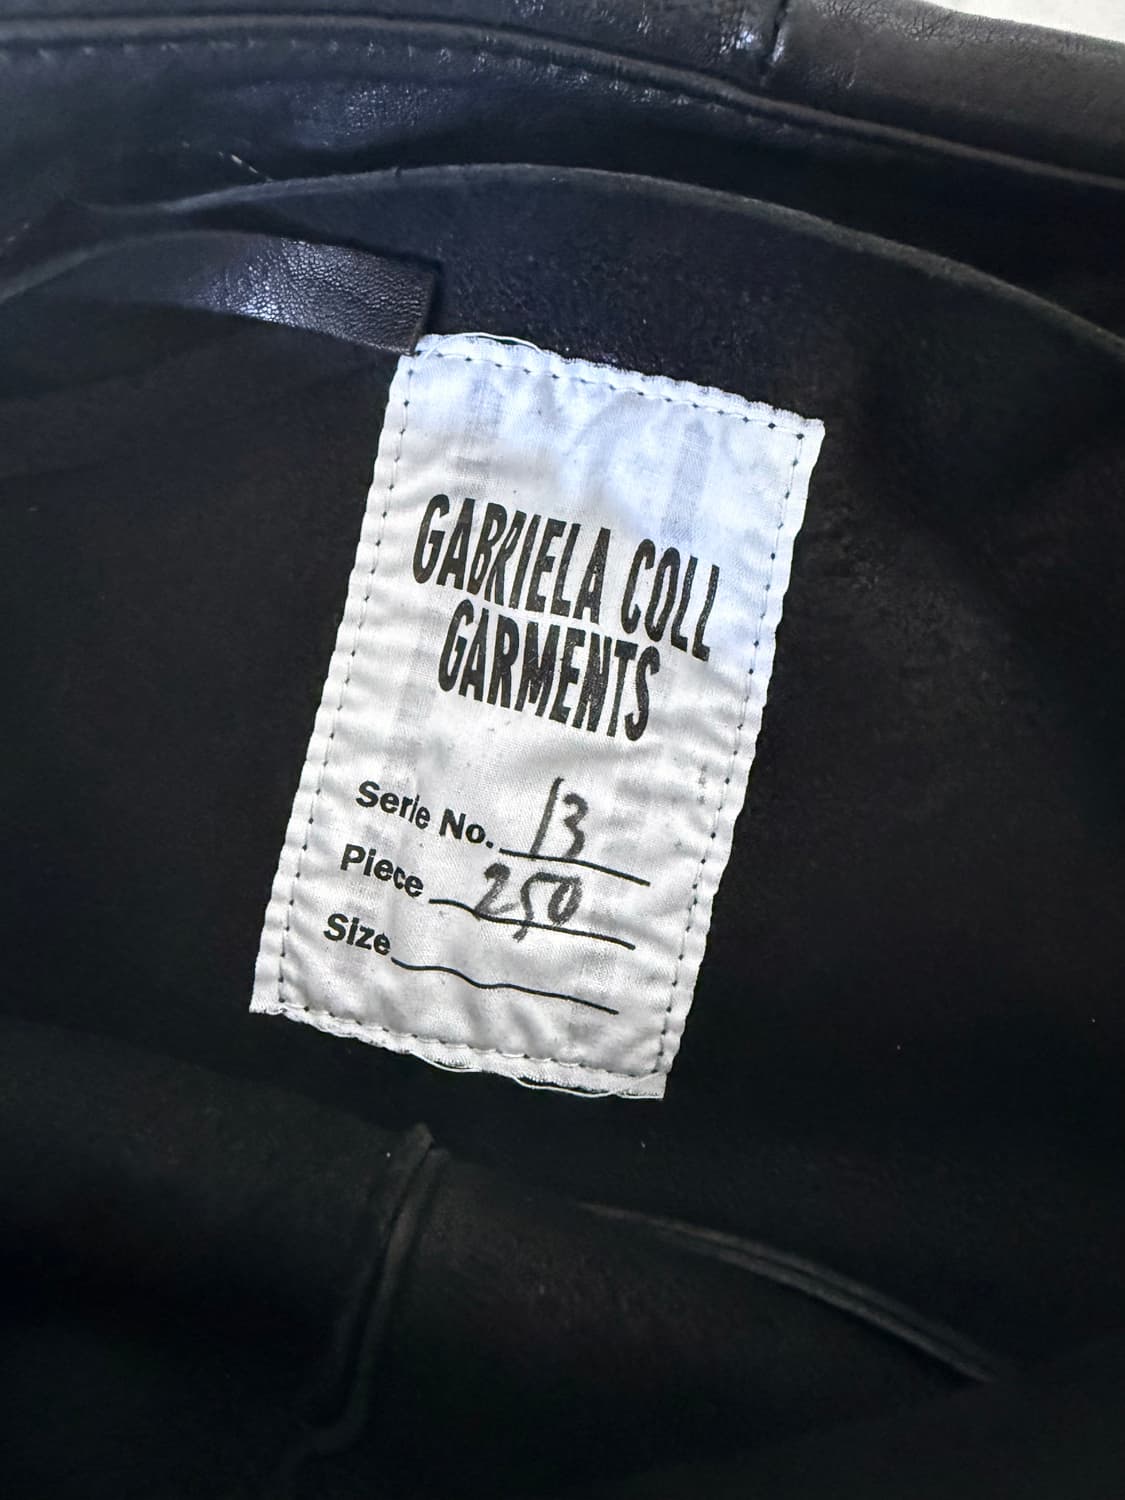 GABRIELA COLL
GARMENTS
Serie No. 13
Piece 250
Size